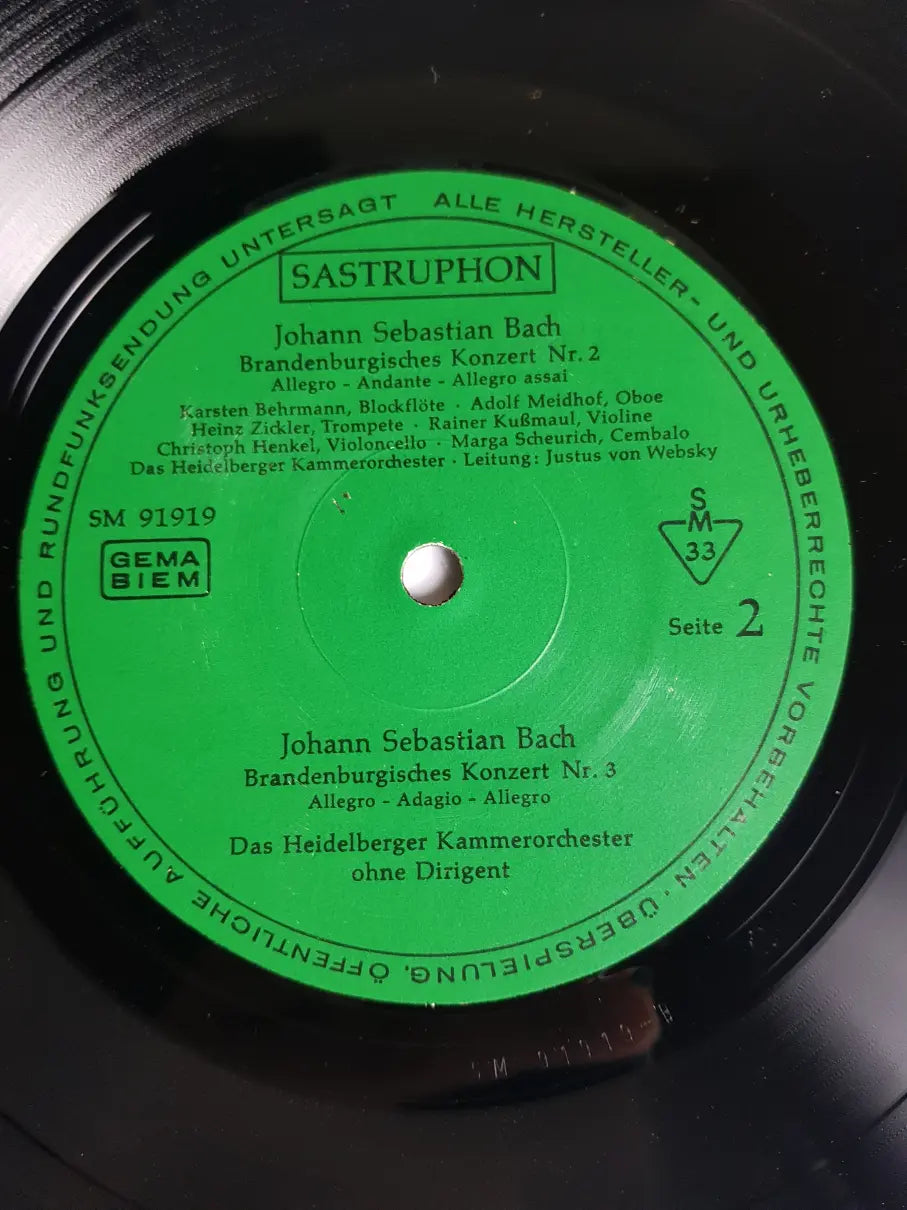 ALLE HERSTELLER- UND URHEBERRECHTE VORBEHALTEN · ÜBERSPIELUNG, ÖFFENTLICHE AUFFÜHRUNG UND RUNDFUNKSENDUNG UNTERSAGT
SASTRUPHON
Johann Sebastian Bach
Brandenburgisches Konzert Nr. 2
Allegro - Andante - Allegro assai
Karsten Behrmann, Blockflöte · Adolf Meidhof, Oboe
Heinz Zickler, Trompete · Rainer Kußmaul, Violine
Christoph Henkel, Violoncello · Marga Scheurich, Cembalo
Das Heidelberger Kammerorchester · Leitung: Justus von Websky
SM 91919
GEMA
BIEM
S
M
33
Seite 2
Johann Sebastian Bach
Brandenburgisches Konzert Nr. 3
Allegro - Adagio - Allegro
Das Heidelberger Kammerorchester
ohne Dirigent